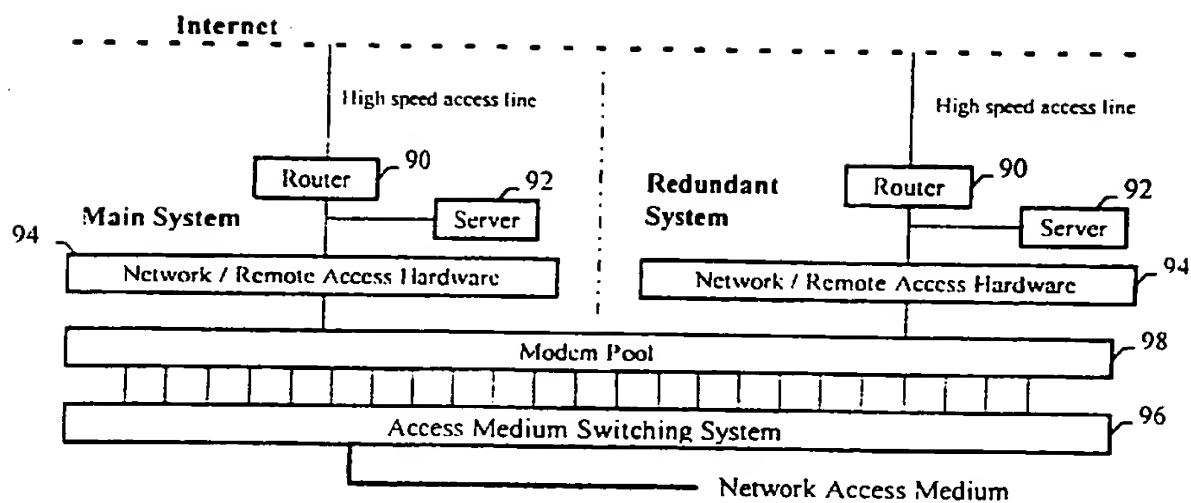 Internet
High speed access line
High speed access line
90
Router
92
Server
Main System
90
Router
92
Server
Redundant
System
94
Network / Remote Access Hardware
Network / Remote Access Hardware
94
Modem Pool
98
Access Medium Switching System
96
Network Access Medium